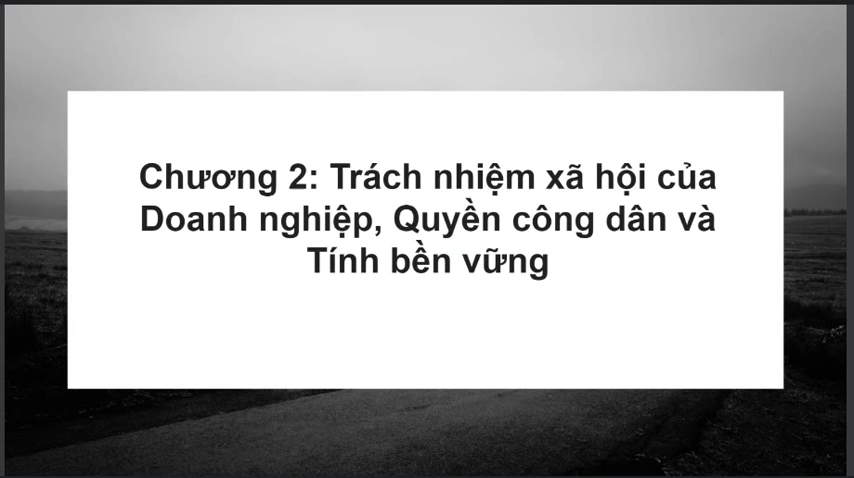 Chương 2: Trách nhiệm xã hội của
Doanh nghiệp, Quyền công dân và
Tính bền vững